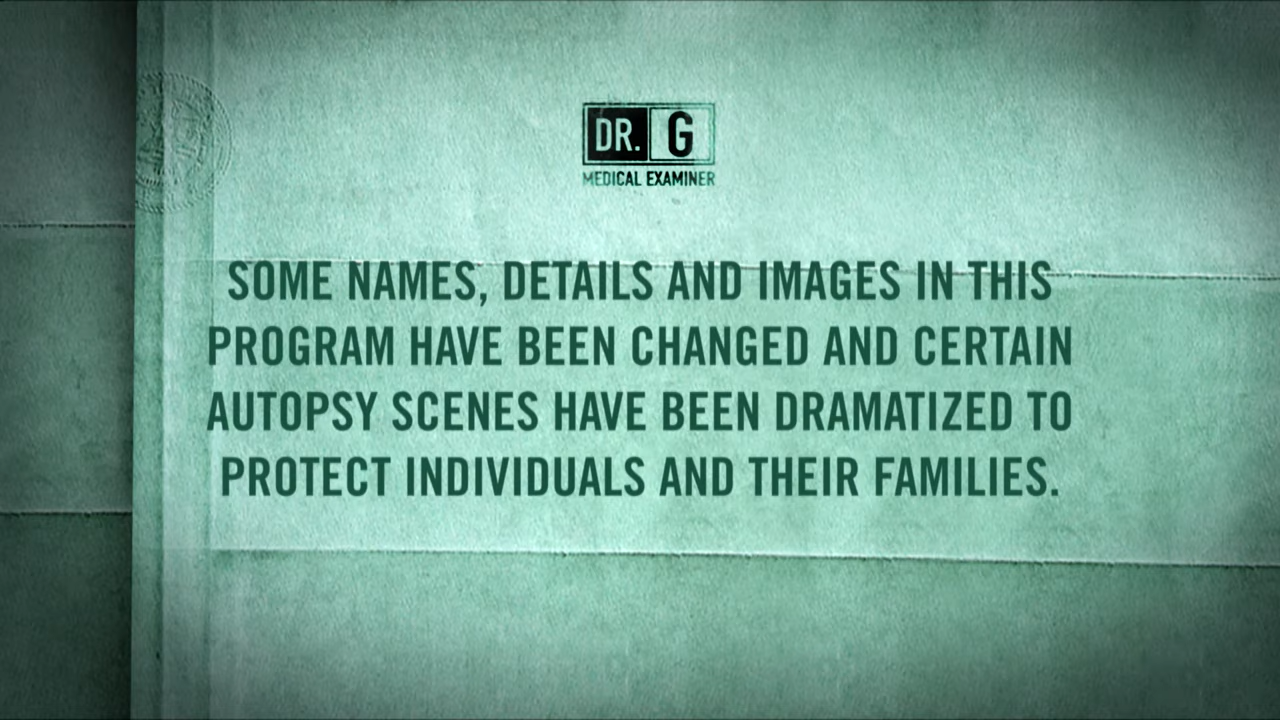 DR. G
MEDICAL EXAMINER
SOME NAMES, DETAILS AND IMAGES IN THIS
PROGRAM HAVE BEEN CHANGED AND CERTAIN
AUTOPSY SCENES HAVE BEEN DRAMATIZED TO
PROTECT INDIVIDUALS AND THEIR FAMILIES.